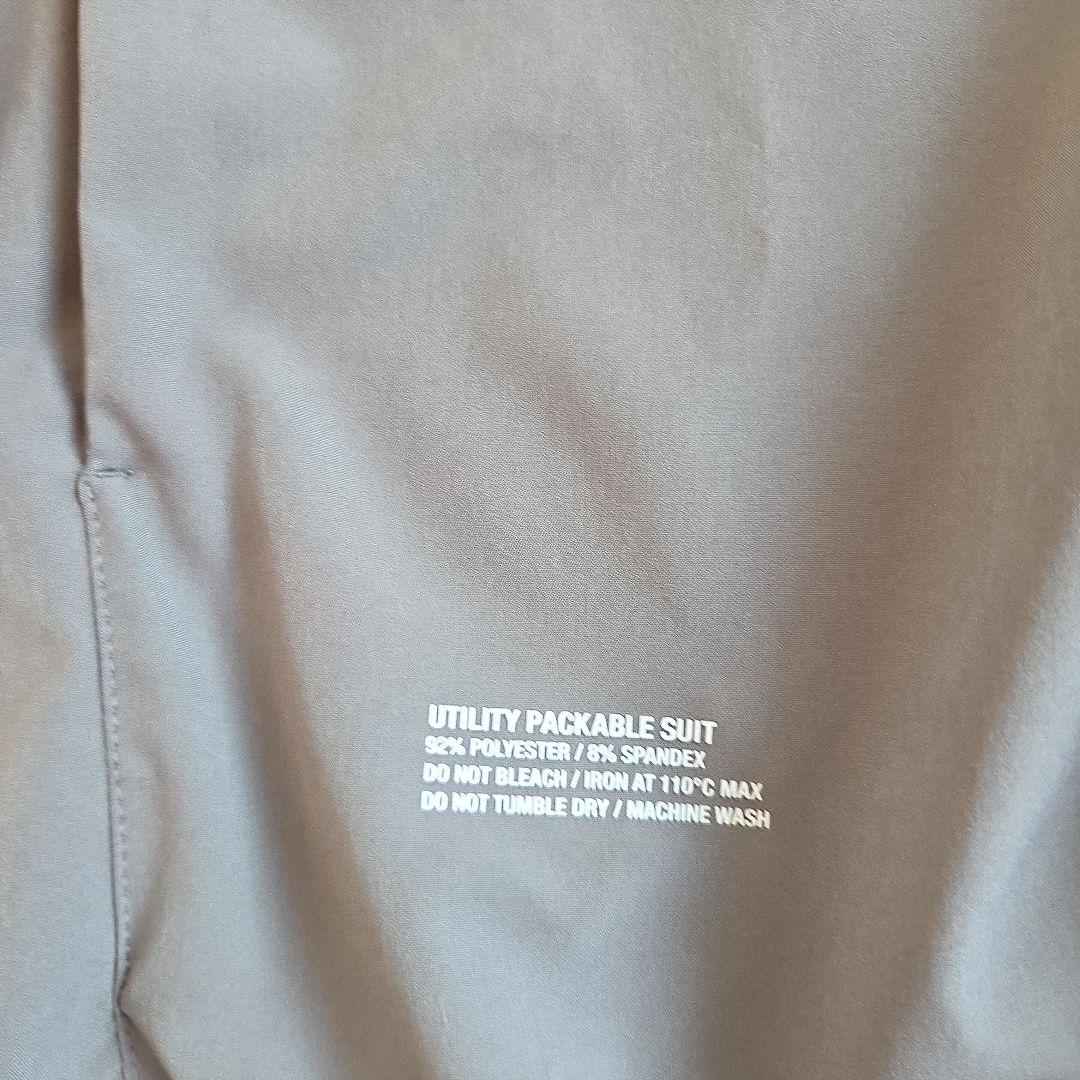 UTILITY PACKABLE SUIT
92% POLYESTER / 8% SPANDEX
DO NOT BLEACH / IRON AT 110°C MAX
DO NOT TUMBLE DRY / MACHINE WASH